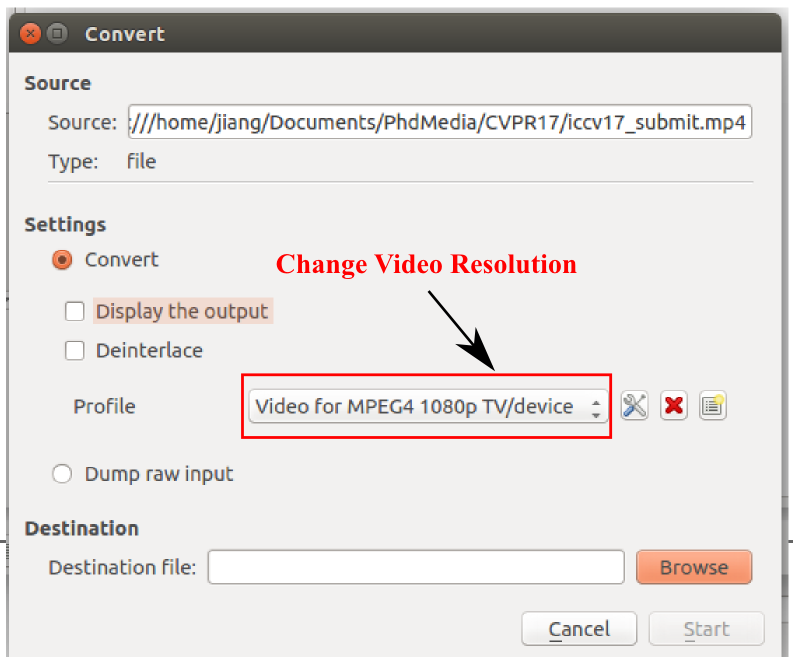 Convert
Source
Source: :///home/jiang/Documents/PhdMedia/CVPR17/iccv17_submit.mp4
Type: file
Settings
Convert
Change Video Resolution
Display the output
Deinterlace
Profile Video for MPEG4 1080p TV/device
Dump raw input
Destination
Destination file: Browse
Cancel Start